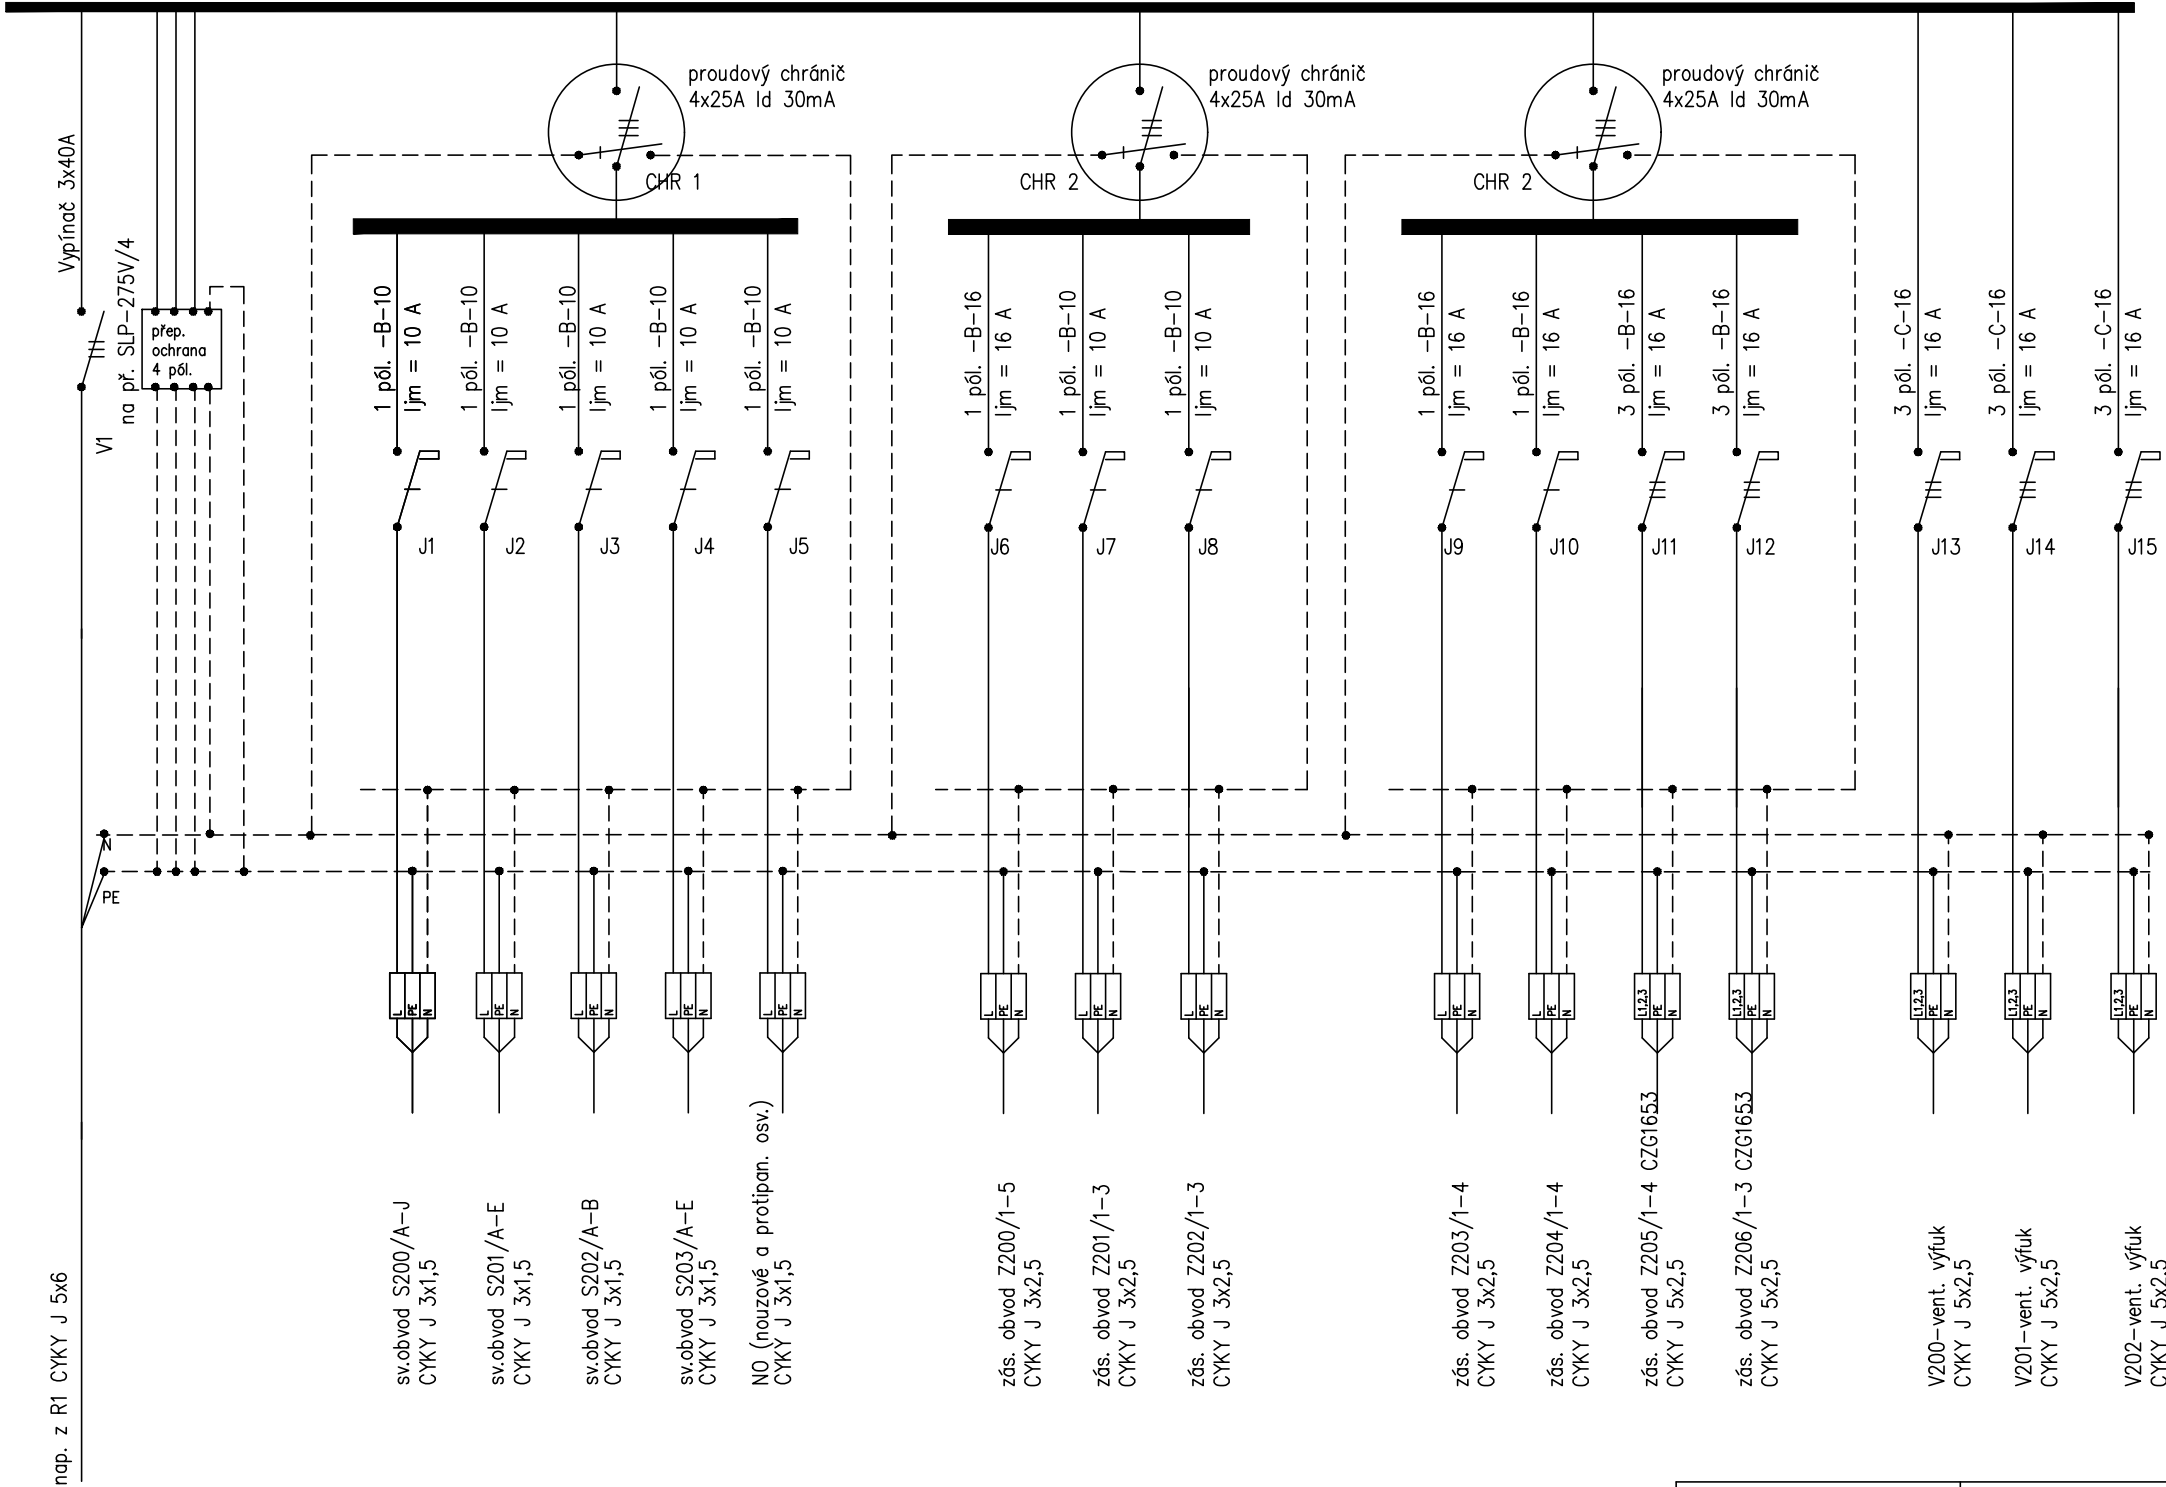 proudový chránič
4x25A Id 30mA
proudový chránič
4x25A Id 30mA
proudový chránič
4x25A Id 30mA
CHR 1
CHR 2
CHR 2
Vypínač 3x40A
na př. SLP-275V/4
přep.
ochrana
4 pól.
V1
1 pól. -B-10
Ijm = 10 A
1 pól. -B-10
Ijm = 10 A
1 pól. -B-10
Ijm = 10 A
1 pól. -B-10
Ijm = 10 A
1 pól. -B-10
Ijm = 10 A
1 pól. -B-16
Ijm = 16 A
1 pól. -B-10
Ijm = 10 A
1 pól. -B-10
Ijm = 10 A
1 pól. -B-16
Ijm = 16 A
1 pól. -B-16
Ijm = 16 A
3 pól. -B-16
Ijm = 16 A
3 pól. -B-16
Ijm = 16 A
3 pól. -C-16
Ijm = 16 A
3 pól. -C-16
Ijm = 16 A
3 pól. -C-16
Ijm = 16 A
J1
J2
J3
J4
J5
J6
J7
J8
J9
J10
J11
J12
J13
J14
J15
N
PE
L
PE
N
L
PE
N
L
PE
N
L
PE
N
L
PE
N
L
PE
N
L
PE
N
L
PE
N
L
PE
N
L
PE
N
L1,2,3
PE
N
L1,2,3
PE
N
L1,2,3
PE
N
L1,2,3
PE
N
L1,2,3
PE
N
nap. z R1 CYKY J 5x6
sv.obvod S200/A-J
CYKY J 3x1,5
sv.obvod S201/A-E
CYKY J 3x1,5
sv.obvod S202/A-B
CYKY J 3x1,5
sv.obvod S203/A-E
CYKY J 3x1,5
NO (nouzové a protipan. osv.)
CYKY J 3x1,5
zás. obvod Z200/1-5
CYKY J 3x2,5
zás. obvod Z201/1-3
CYKY J 3x2,5
zás. obvod Z202/1-3
CYKY J 3x2,5
zás. obvod Z203/1-4
CYKY J 3x2,5
zás. obvod Z204/1-4
CYKY J 3x2,5
zás. obvod Z205/1-4 CZG1653
CYKY J 5x2,5
zás. obvod Z206/1-3 CZG1653
CYKY J 5x2,5
V200-vent. výfuk
CYKY J 5x2,5
V201-vent. výfuk
CYKY J 5x2,5
V202-vent. výfuk
CYKY J 5x2,5